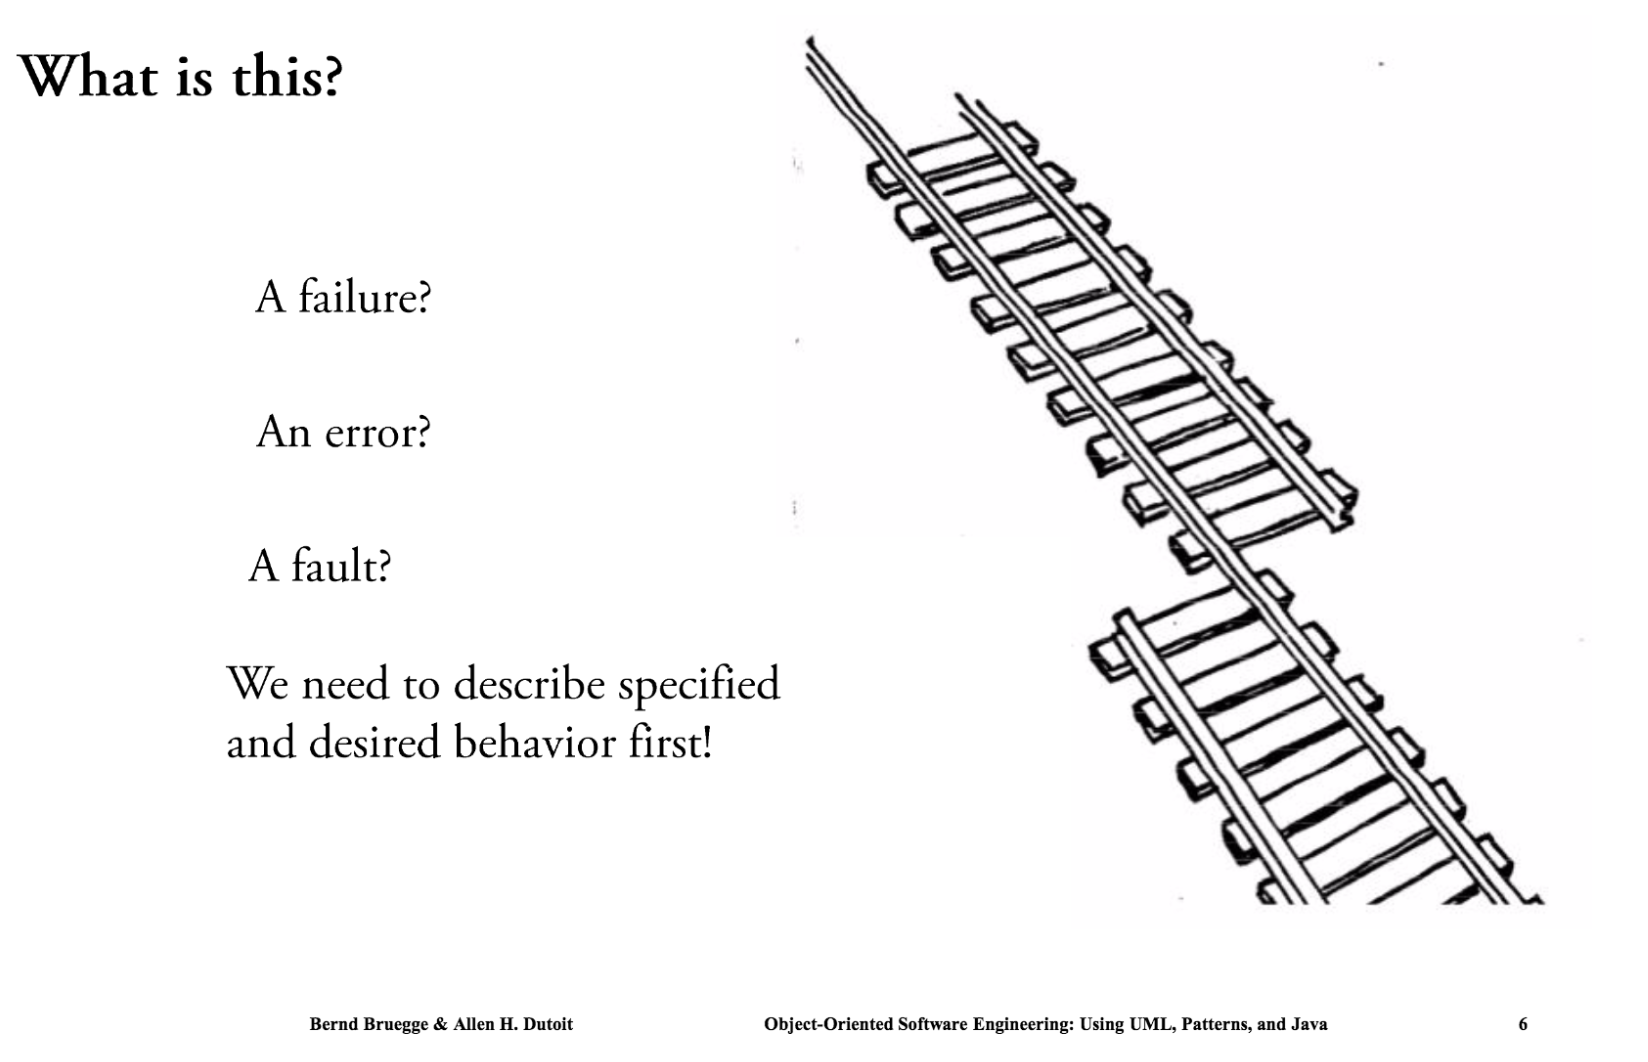 What is this?
A failure?
An error?
A fault?
We need to describe specified
and desired behavior first!
Bernd Bruegge & Allen H. Dutoit
Object-Oriented Software Engineering: Using UML, Patterns, and Java
6